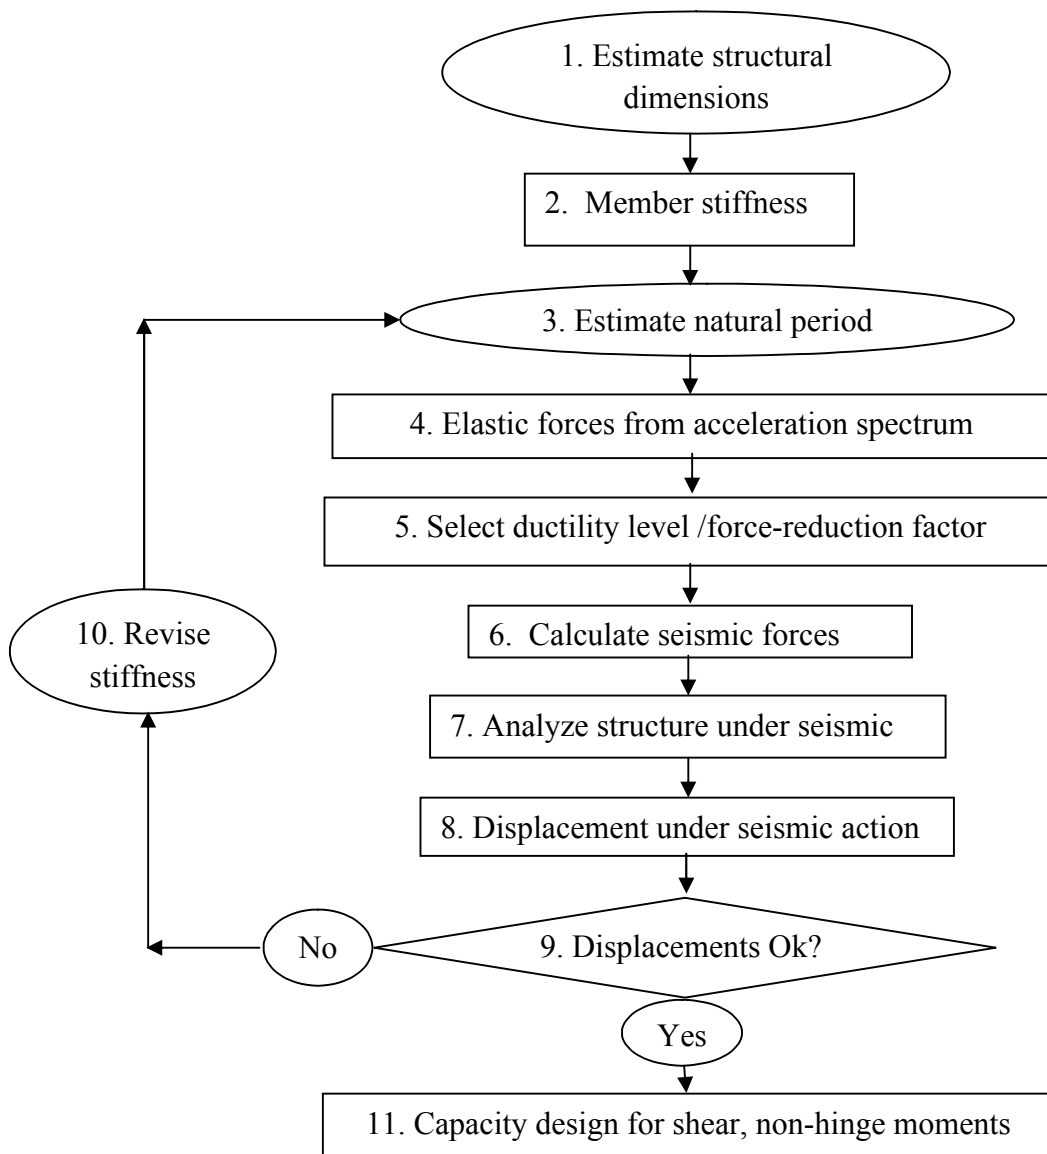 1. Estimate structural
dimensions
2. Member stiffness
3. Estimate natural period
4. Elastic forces from acceleration spectrum
5. Select ductility level /force-reduction factor
6. Calculate seismic forces
10. Revise
stiffness
7. Analyze structure under seismic
8. Displacement under seismic action
No
9. Displacements Ok?
Yes
11. Capacity design for shear, non-hinge moments